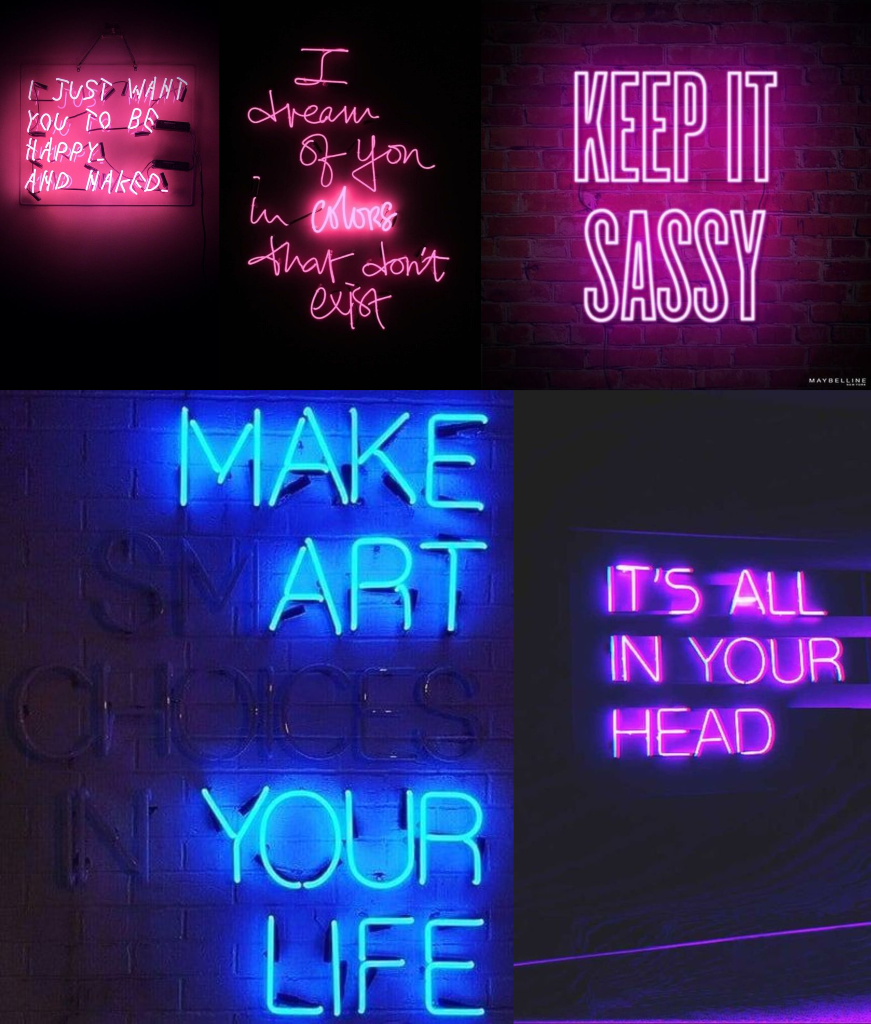 I JUST WANT
YOU TO BE
HAPPY.
AND NAKED.
I
dream
of you
in colors
that don't
exist
KEEP IT
SASSY
MAYBELLINE
NEW YORK
MAKE
SMART
CHOICES
IN YOUR
LIFE
IT'S ALL
IN YOUR
HEAD